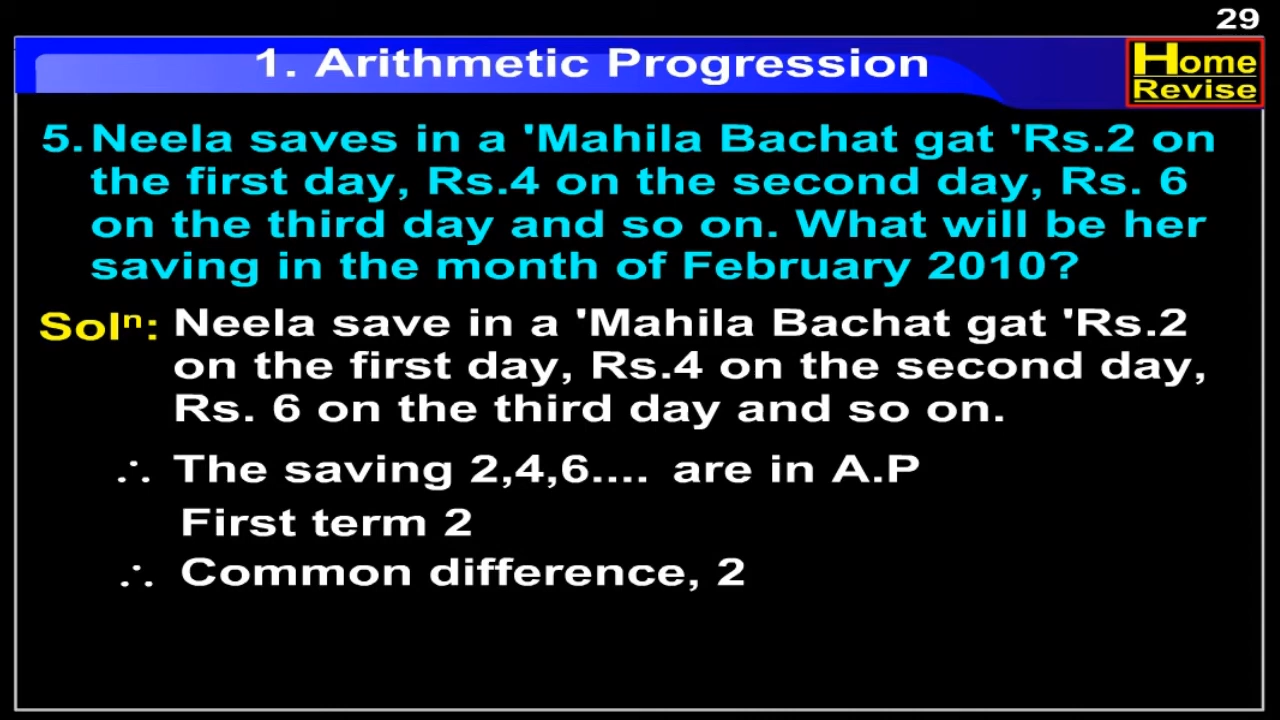 29
1. Arithmetic Progression
Home
Revise
5. Neela saves in a 'Mahila Bachat gat 'Rs.2 on
the first day, Rs.4 on the second day, Rs. 6
on the third day and so on. What will be her
saving in the month of February 2010?
Solⁿ: Neela save in a 'Mahila Bachat gat 'Rs.2
on the first day, Rs.4 on the second day,
Rs. 6 on the third day and so on.
∴ The saving 2,4,6.... are in A.P
First term 2
∴ Common difference, 2